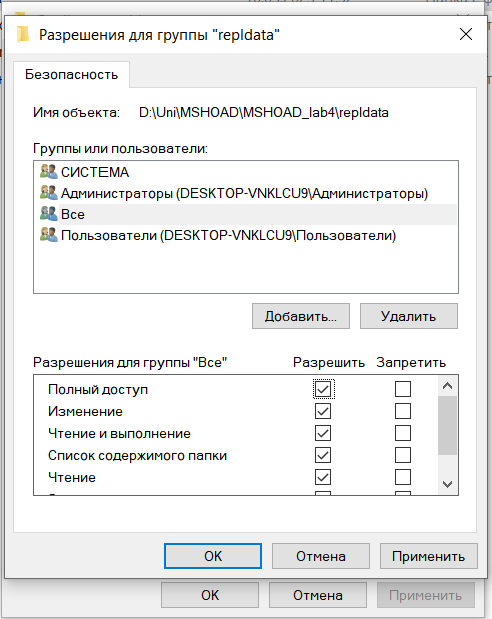 Разрешения для группы "repldata"
Безопасность
Имя объекта: D:\Uni\MSHOAD\MSHOAD_lab4\repldata
Группы или пользователи:
СИСТЕМА
Администраторы (DESKTOP-VNKLCU9\Администраторы)
Все
Пользователи (DESKTOP-VNKLCU9\Пользователи)
Добавить... Удалить
Разрешения для группы "Все" Разрешить Запретить
Полный доступ
Изменение
Чтение и выполнение
Список содержимого папки
Чтение
OK Отмена Применить
OK Отмена Применить